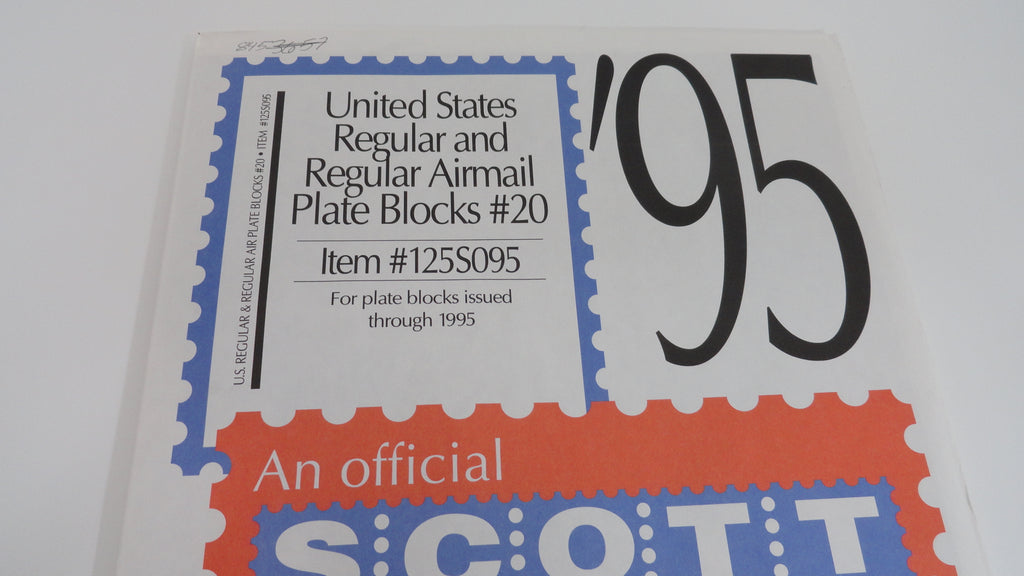 '95
United States
Regular and
Regular Airmail
Plate Blocks #20
Item #125S095
For plate blocks issued
through 1995
U.S. REGULAR & REGULAR AIR PLATE BLOCKS #20 • ITEM #125S095
An official
SCOTT